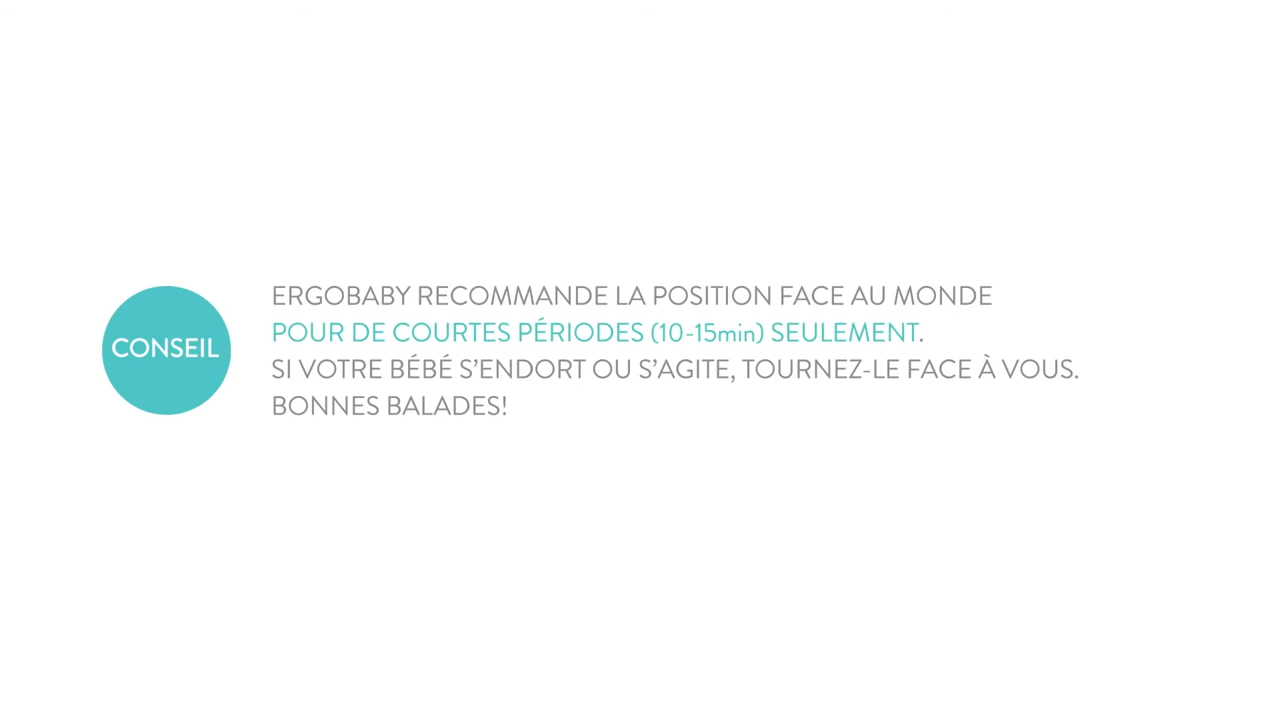 CONSEIL
ERGOBABY RECOMMANDE LA POSITION FACE AU MONDE
POUR DE COURTES PÉRIODES (10-15min) SEULEMENT.
SI VOTRE BÉBÉ S’ENDORT OU S’AGITE, TOURNEZ-LE FACE À VOUS.
BONNES BALADES!